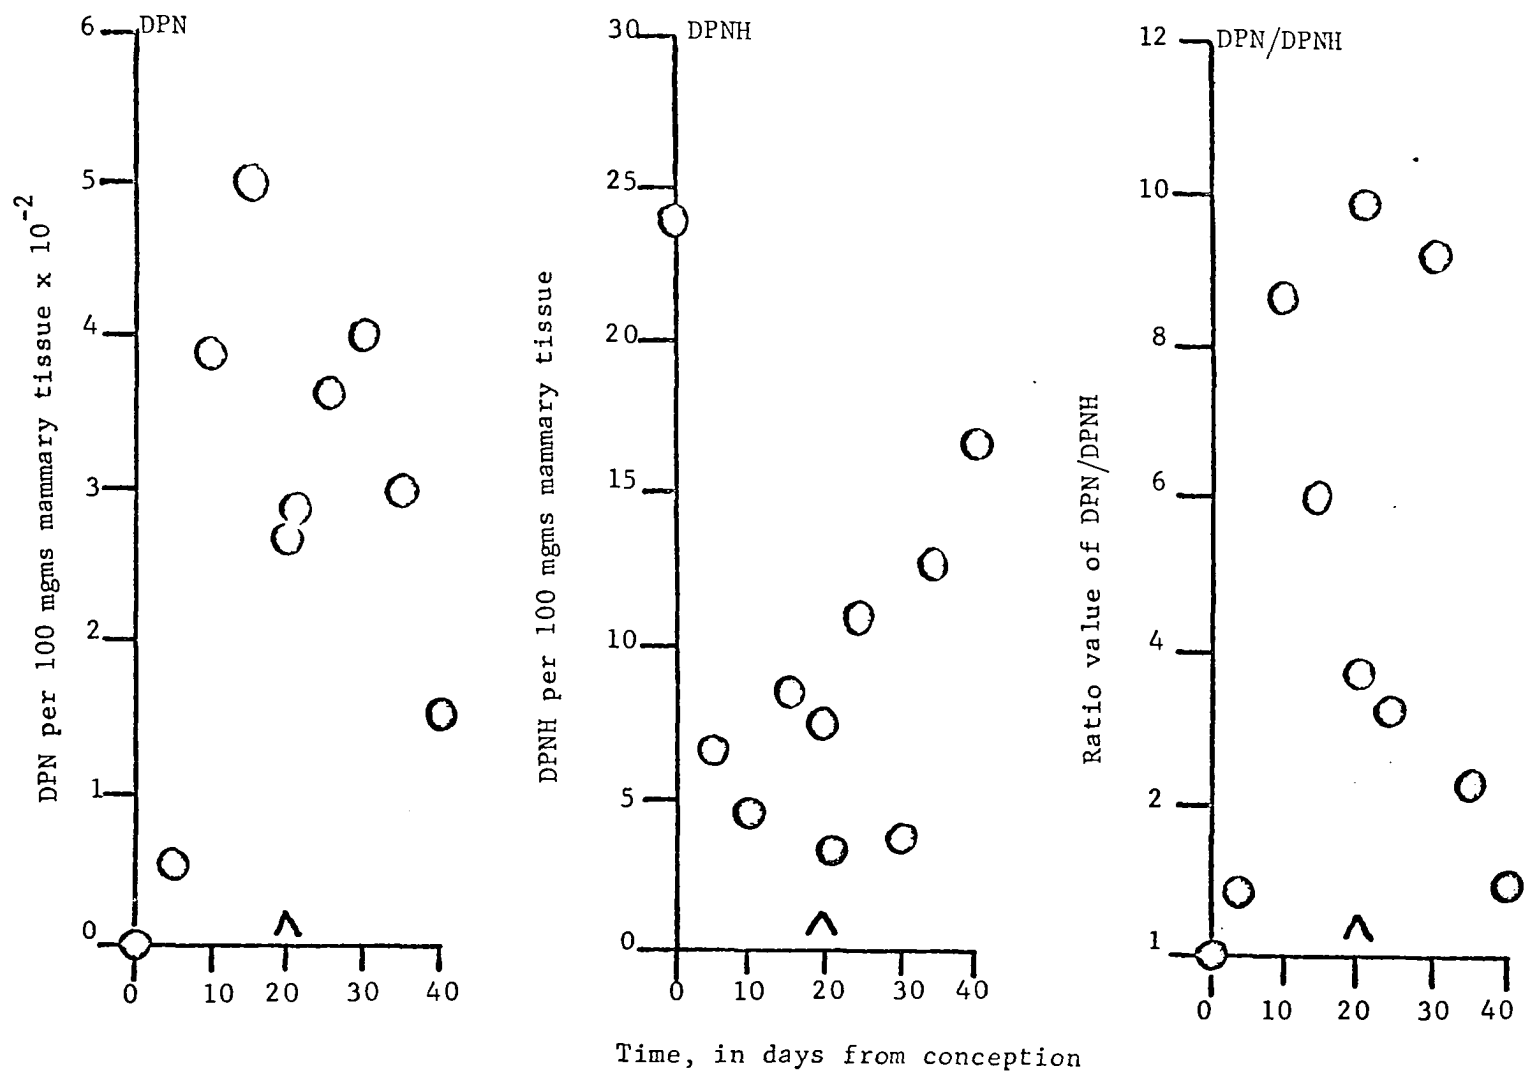 DPN
6
5
4
3
2
1
0
0 10 20 30 40
DPN per 100 mgms mammary tissue x 10-2
DPNH
30
25
20
15
10
5
0
0 10 20 30 40
DPNH per 100 mgms mammary tissue
DPN/DPNH
12
10
8
6
4
2
1
0 10 20 30 40
Ratio value of DPN/DPNH
Time, in days from conception